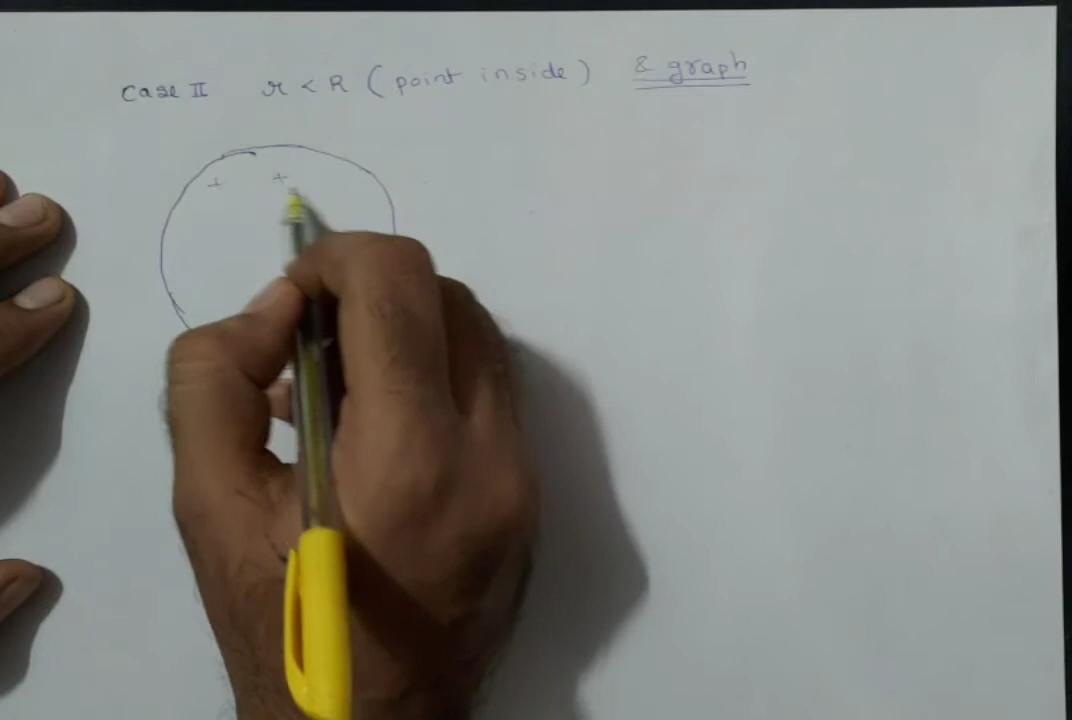 Case II r < R (point inside) & graph
+ +